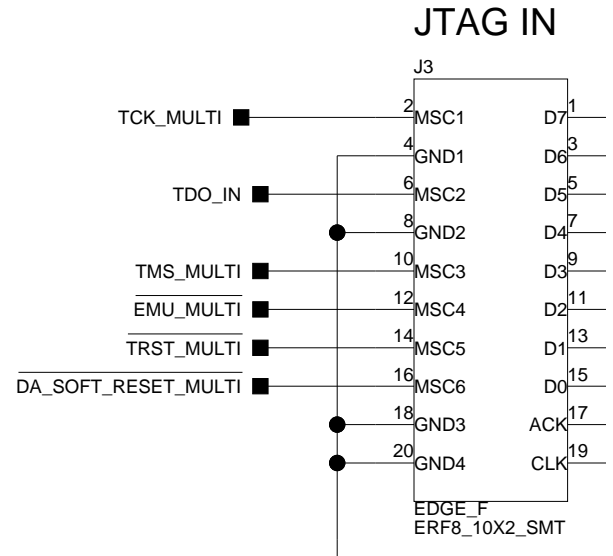 JTAG IN
J3
TCK_MULTI 2 MSC1 D7 1
4 GND1 D6 3
TDO_IN 6 MSC2 D5 5
8 GND2 D4 7
TMS_MULTI 10 MSC3 D3 9
EMU_MULTI 12 MSC4 D2 11
TRST_MULTI 14 MSC5 D1 13
DA_SOFT_RESET_MULTI 16 MSC6 D0 15
18 GND3 ACK 17
20 GND4 CLK 19
EDGE_F
ERF8_10X2_SMT